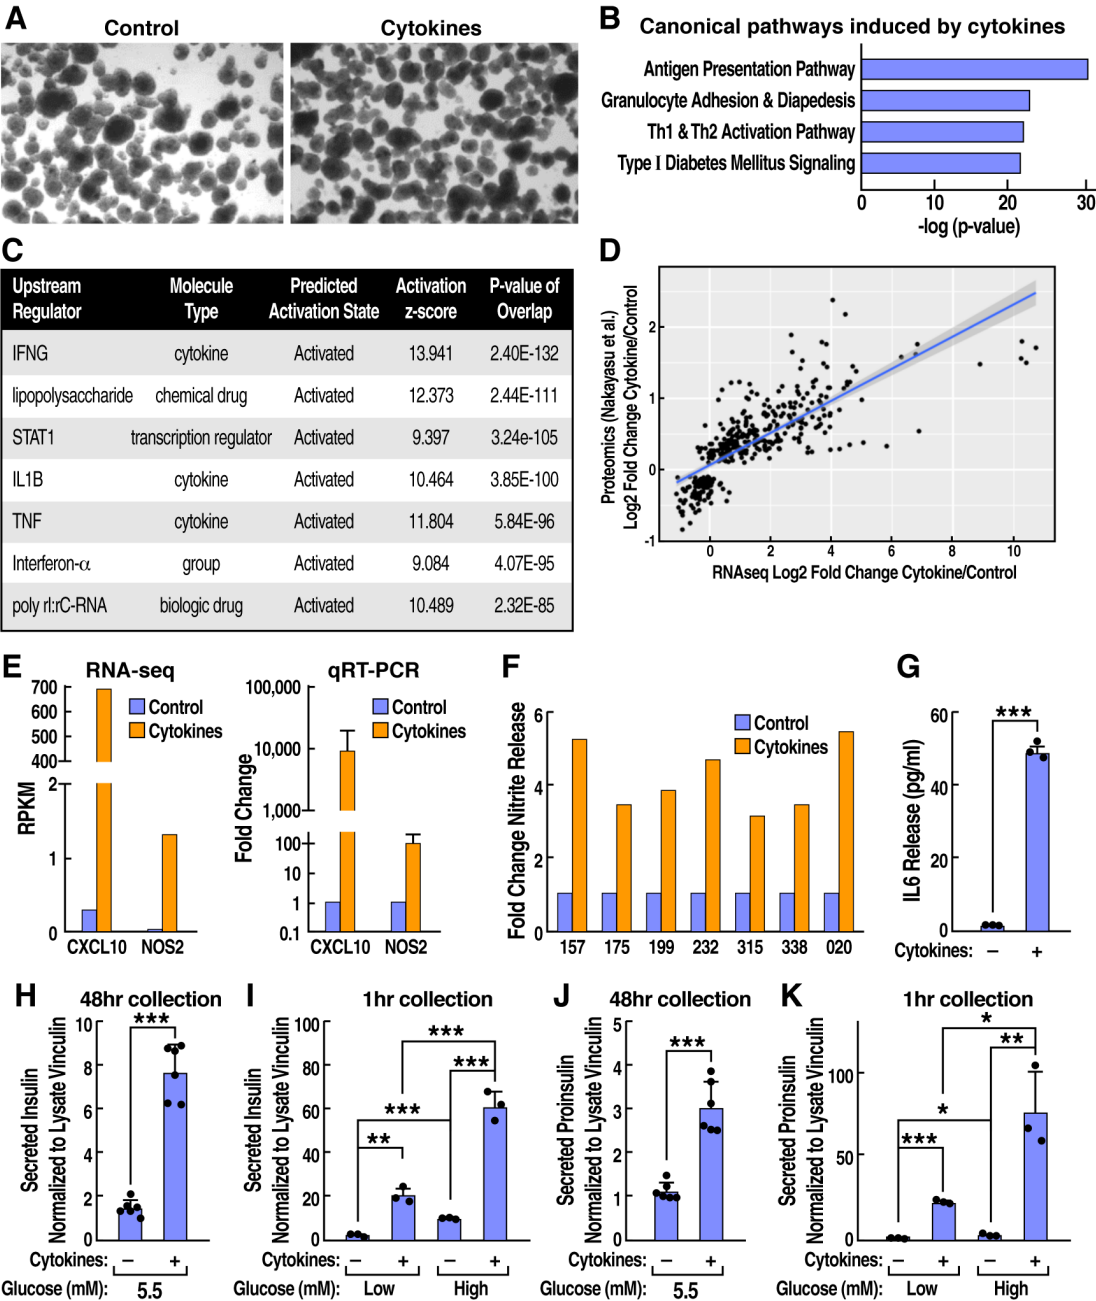 A
Control
Cytokines
B
Canonical pathways induced by cytokines
Antigen Presentation Pathway
Granulocyte Adhesion & Diapedesis
Th1 & Th2 Activation Pathway
Type I Diabetes Mellitus Signaling
0 10 20 30
-log (p-value)
C
Upstream Regulator
Molecule Type
Predicted Activation State
Activation z-score
P-value of Overlap
IFNG cytokine Activated 13.941 2.40E-132
lipopolysaccharide chemical drug Activated 12.373 2.44E-111
STAT1 transcription regulator Activated 9.397 3.24e-105
IL1B cytokine Activated 10.464 3.85E-100
TNF cytokine Activated 11.804 5.84E-96
Interferon-α group Activated 9.084 4.07E-95
poly rI:rC-RNA biologic drug Activated 10.489 2.32E-85
D
Proteomics (Nakayasu et al.)
Log2 Fold Change Cytokine/Control
2
1
0
-1
0 2 4 6 8 10
RNAseq Log2 Fold Change Cytokine/Control
E
RNA-seq
Control
Cytokines
RPKM
700
600
500
400
2
1
0
CXCL10 NOS2
qRT-PCR
Control
Cytokines
Fold Change
100,000
10,000
1,000
100
10
1
0.1
CXCL10 NOS2
F
Control
Cytokines
Fold Change Nitrite Release
6
4
2
0
157 175 199 232 315 338 020
G
IL6 Release (pg/ml)
60
40
20
0
***
Cytokines: − +
H
48hr collection
Secreted Insulin
Normalized to Lysate Vinculin
10
8
6
4
2
0
***
Cytokines: − +
Glucose (mM): 5.5
I
1hr collection
Secreted Insulin
Normalized to Lysate Vinculin
100
80
60
40
20
0
***
***
***
**
Cytokines: − + − +
Glucose (mM): Low High
J
48hr collection
Secreted Proinsulin
Normalized to Lysate Vinculin
5
4
3
2
1
0
***
Cytokines: − +
Glucose (mM): 5.5
K
1hr collection
Secreted Proinsulin
Normalized to Lysate Vinculin
100
50
0
*
**
*
***
Cytokines: − + − +
Glucose (mM): Low High